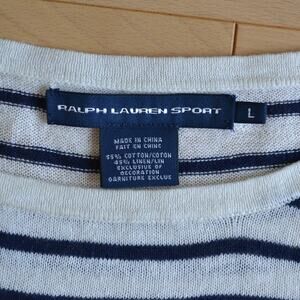 RALPH LAUREN SPORT
L
MADE IN CHINA
FAIT EN CHINE
55% COTTON/COTON
45% LINEN/LIN
EXCLUSIVE OF
DECORATION
GARNITURE EXCLUE